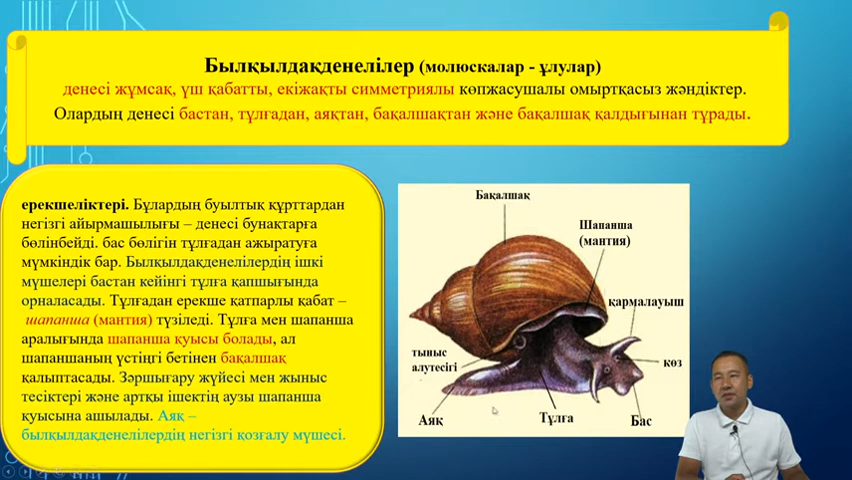 Былқылдақденелілер (молюскалар - ұлулар)
денесі жұмсақ, үш қабатты, екіжақты симметриялы көпжасушалы омыртқасыз жәндіктер.
Олардың денесі бастан, тұлғадан, аяқтан, бақалшақтан және бақалшақ қалдығынан тұрады.
ерекшеліктері. Бұлардың буылтық құрттардан
негізгі айырмашылығы – денесі бунақтарға
бөлінбейді. бас бөлігін тұлғадан ажыратуға
мүмкіндік бар. Былқылдақденелілердің ішкі
мүшелері бастан кейінгі тұлға қапшығында
орналасады. Тұлғадан ерекше қатпарлы қабат –
шапанша (мантия) түзіледі. Тұлға мен шапанша
аралығында шапанша қуысы болады, ал
шапаншаның үстіңгі бетінен бақалшақ
қалыптасады. Зәршығару жүйесі мен жыныс
тесіктері және артқы ішектің аузы шапанша
қуысына ашылады. Аяқ –
былқылдақденелілердің негізгі қозғалу мүшесі.
Бақалшақ
Шапанша
(мантия)
қармалауыш
тыныс
алутесігі
көз
Аяқ
Тұлға
Бас